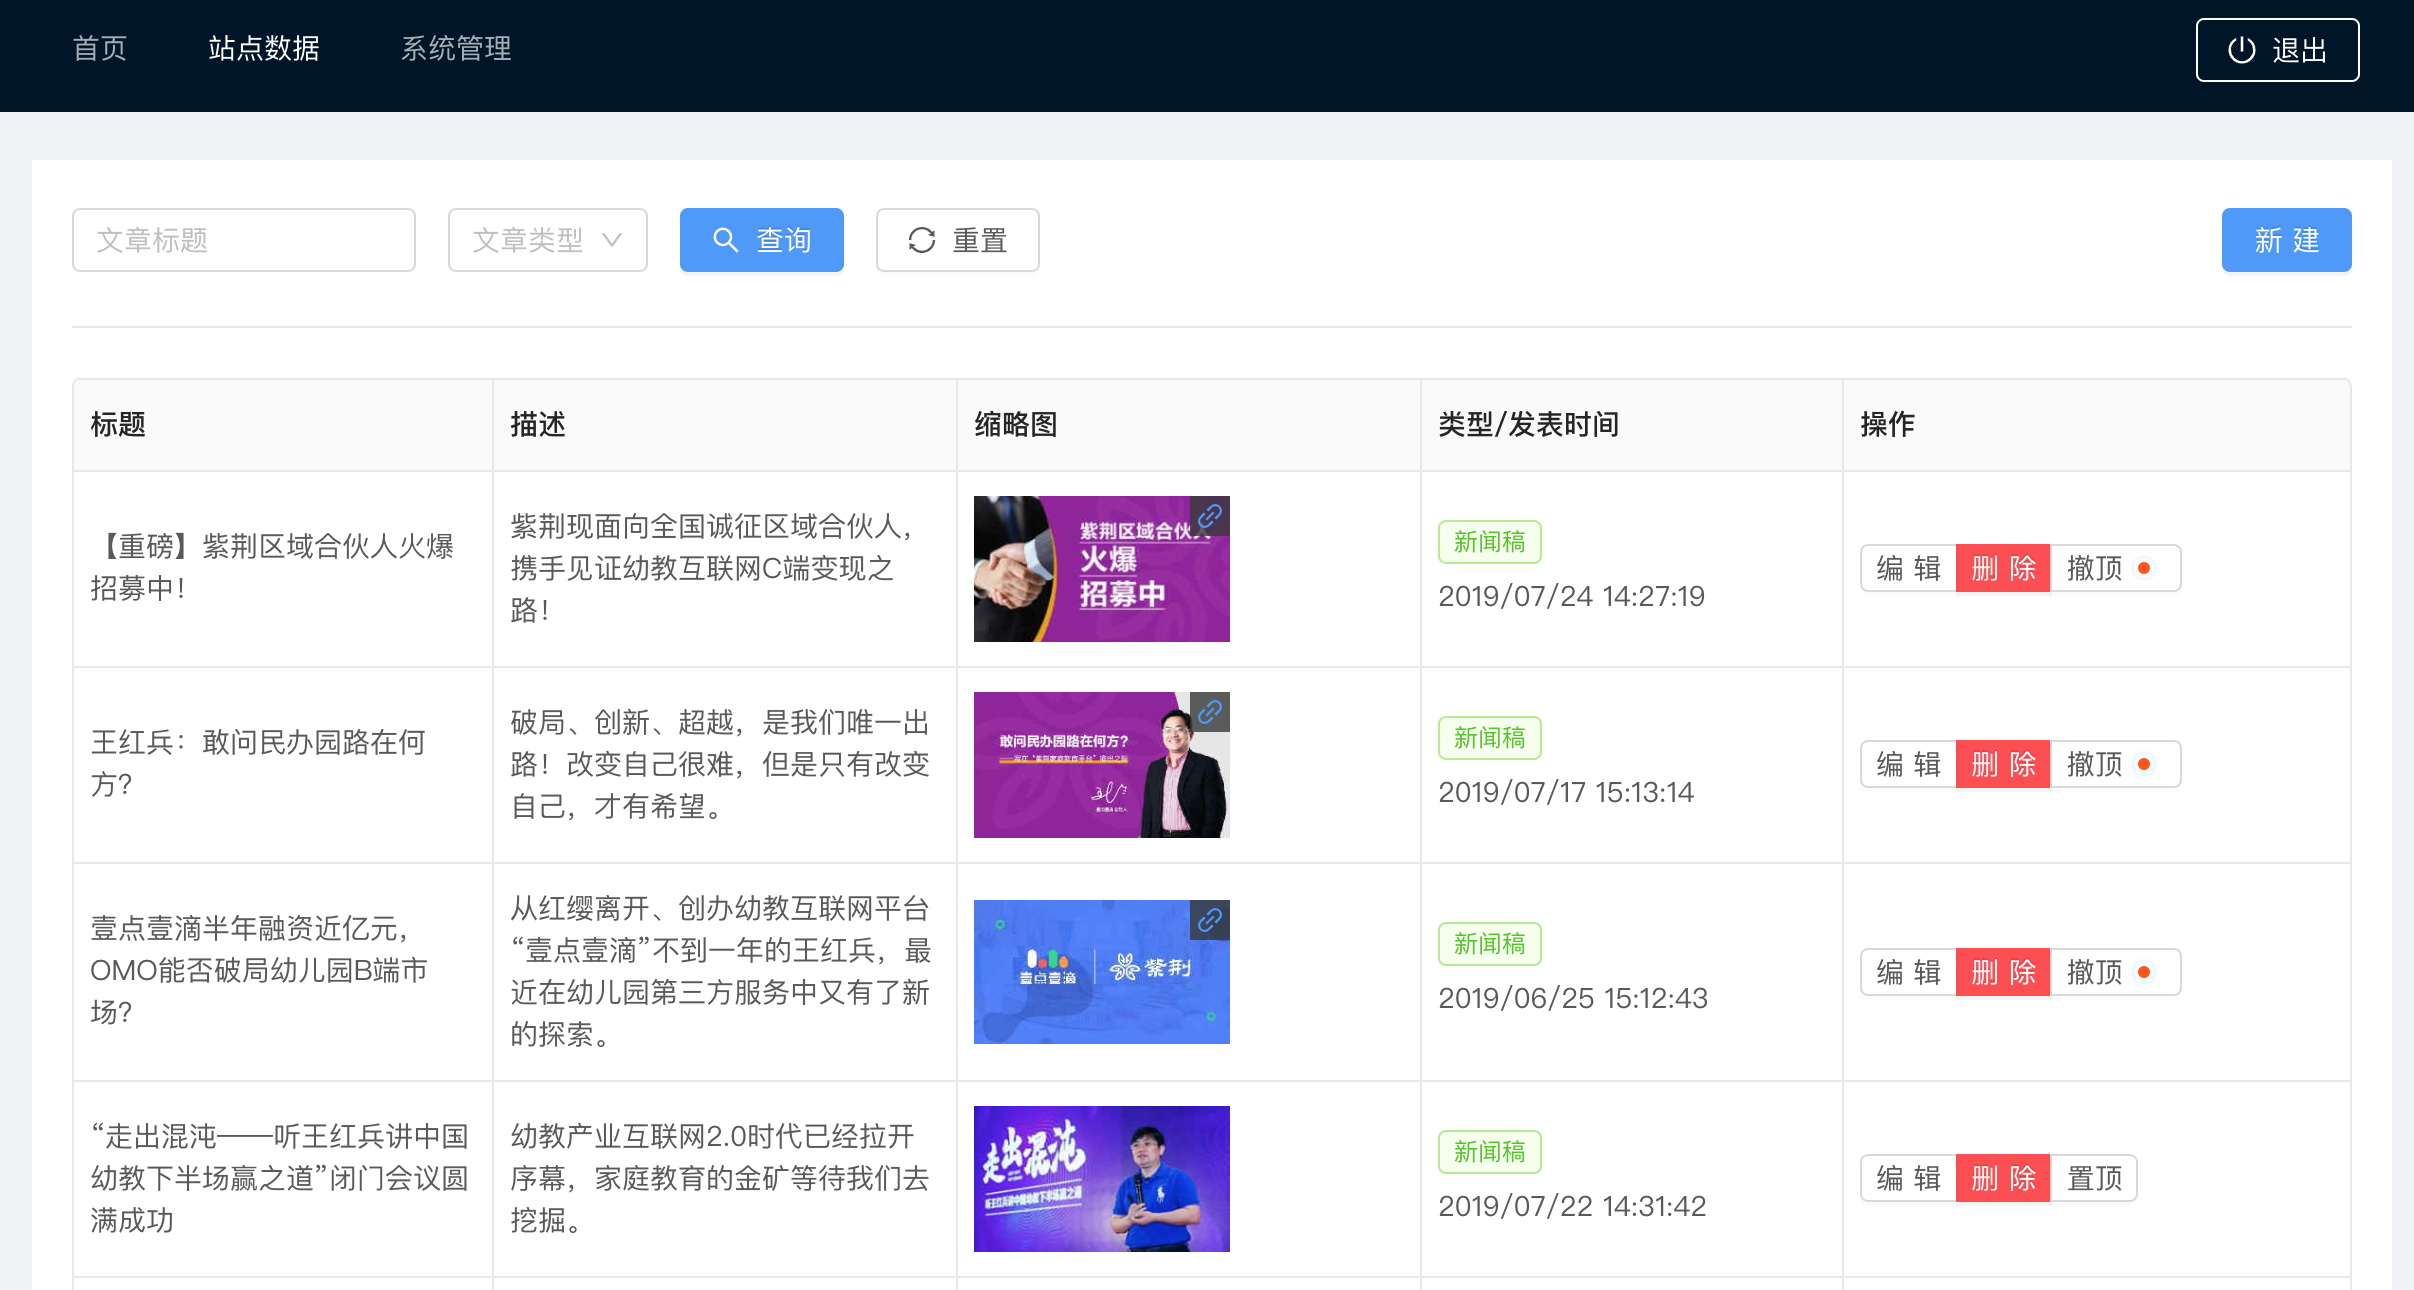 首页 站点数据 系统管理 退出
文章标题 文章类型 查询 重置 新 建
标题 描述 缩略图 类型/发表时间 操作
【重磅】紫荆区域合伙人火爆
招募中！
紫荆现面向全国诚征区域合伙人，
携手见证幼教互联网C端变现之
路！
紫荆区域合伙人
火爆
招募中
新闻稿
2019/07/24 14:27:19
编 辑 删 除 撤顶
王红兵：敢问民办园路在何
方？
破局、创新、超越，是我们唯一出
路！改变自己很难，但是只有改变
自己，才有希望。
敢问民办园路在何方？
新闻稿
2019/07/17 15:13:14
编 辑 删 除 撤顶
壹点壹滴半年融资近亿元，
OMO能否破局幼儿园B端市
场？
从红缨离开、创办幼教互联网平台
“壹点壹滴”不到一年的王红兵，最
近在幼儿园第三方服务中又有了新
的探索。
壹点壹滴 紫荆
新闻稿
2019/06/25 15:12:43
编 辑 删 除 撤顶
“走出混沌——听王红兵讲中国
幼教下半场赢之道”闭门会议圆
满成功
幼教产业互联网2.0时代已经拉开
序幕，家庭教育的金矿等待我们去
挖掘。
走出混沌
听王红兵讲中国幼教下半场赢之道
新闻稿
2019/07/22 14:31:42
编 辑 删 除 置顶